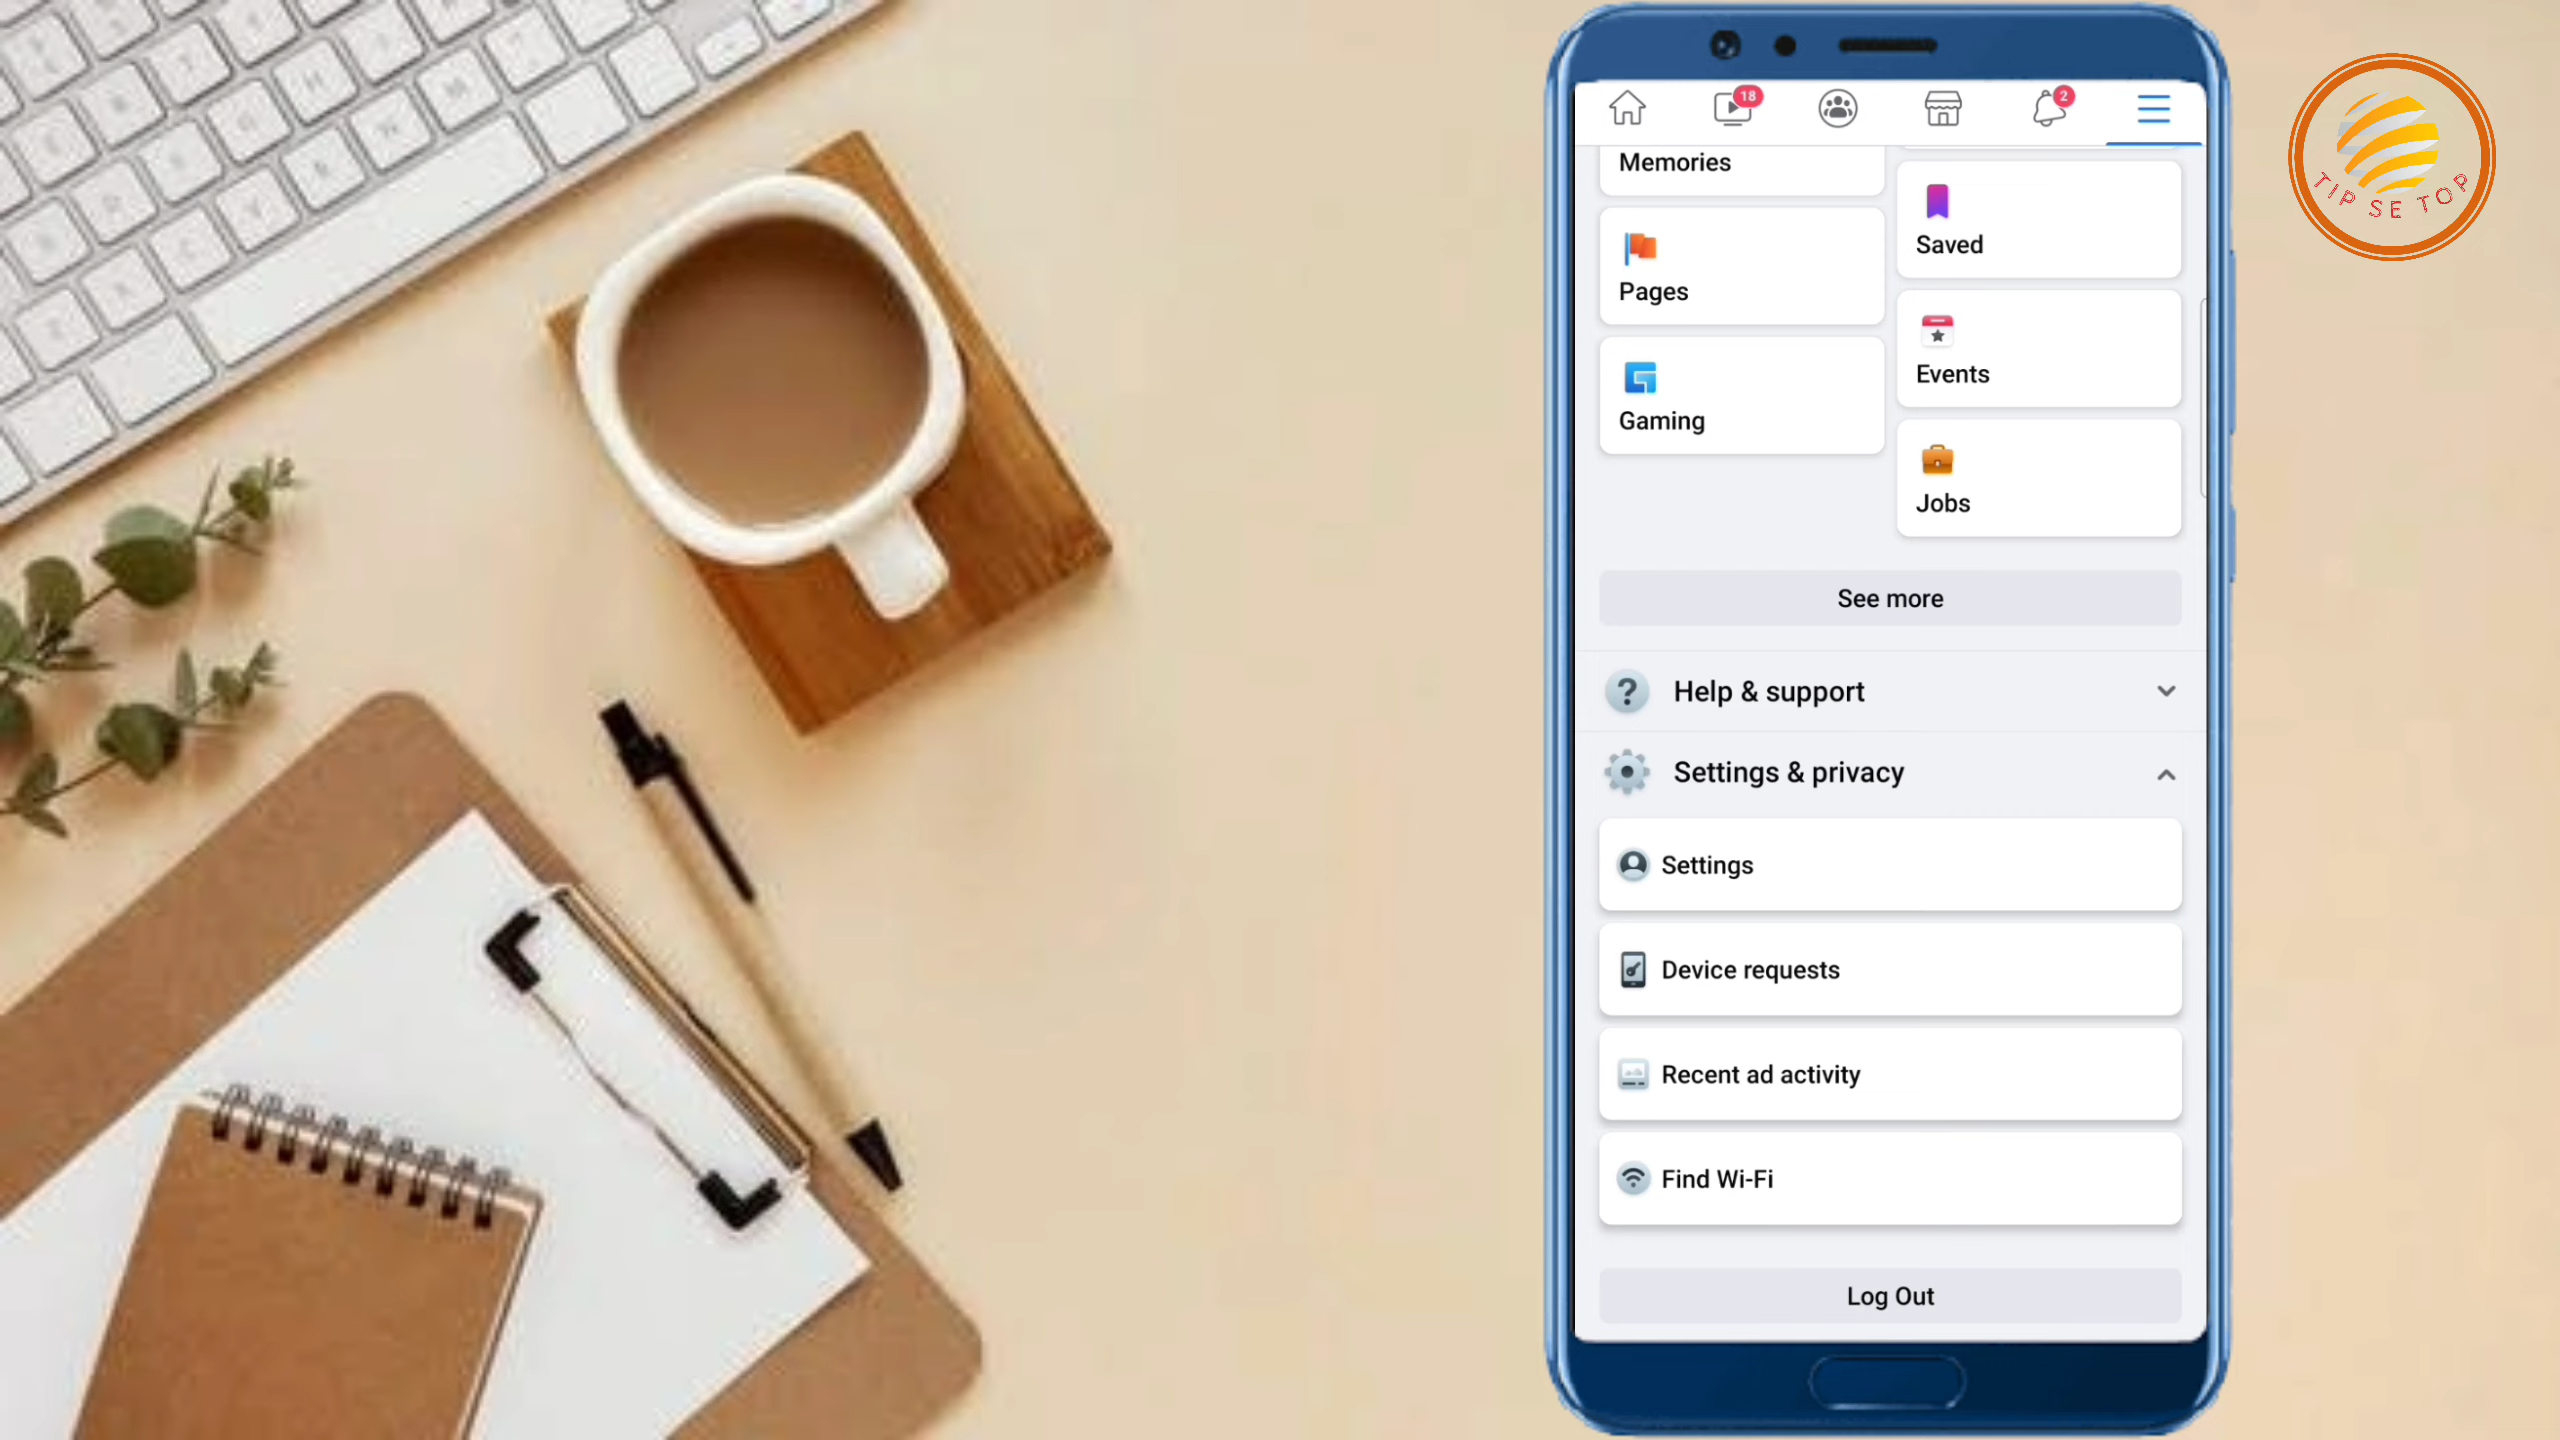 18
2
Memories
Saved
Pages
Events
Gaming
Jobs
See more
Help & support
Settings & privacy
Settings
Device requests
Recent ad activity
Find Wi-Fi
Log Out
TIP SE TOP